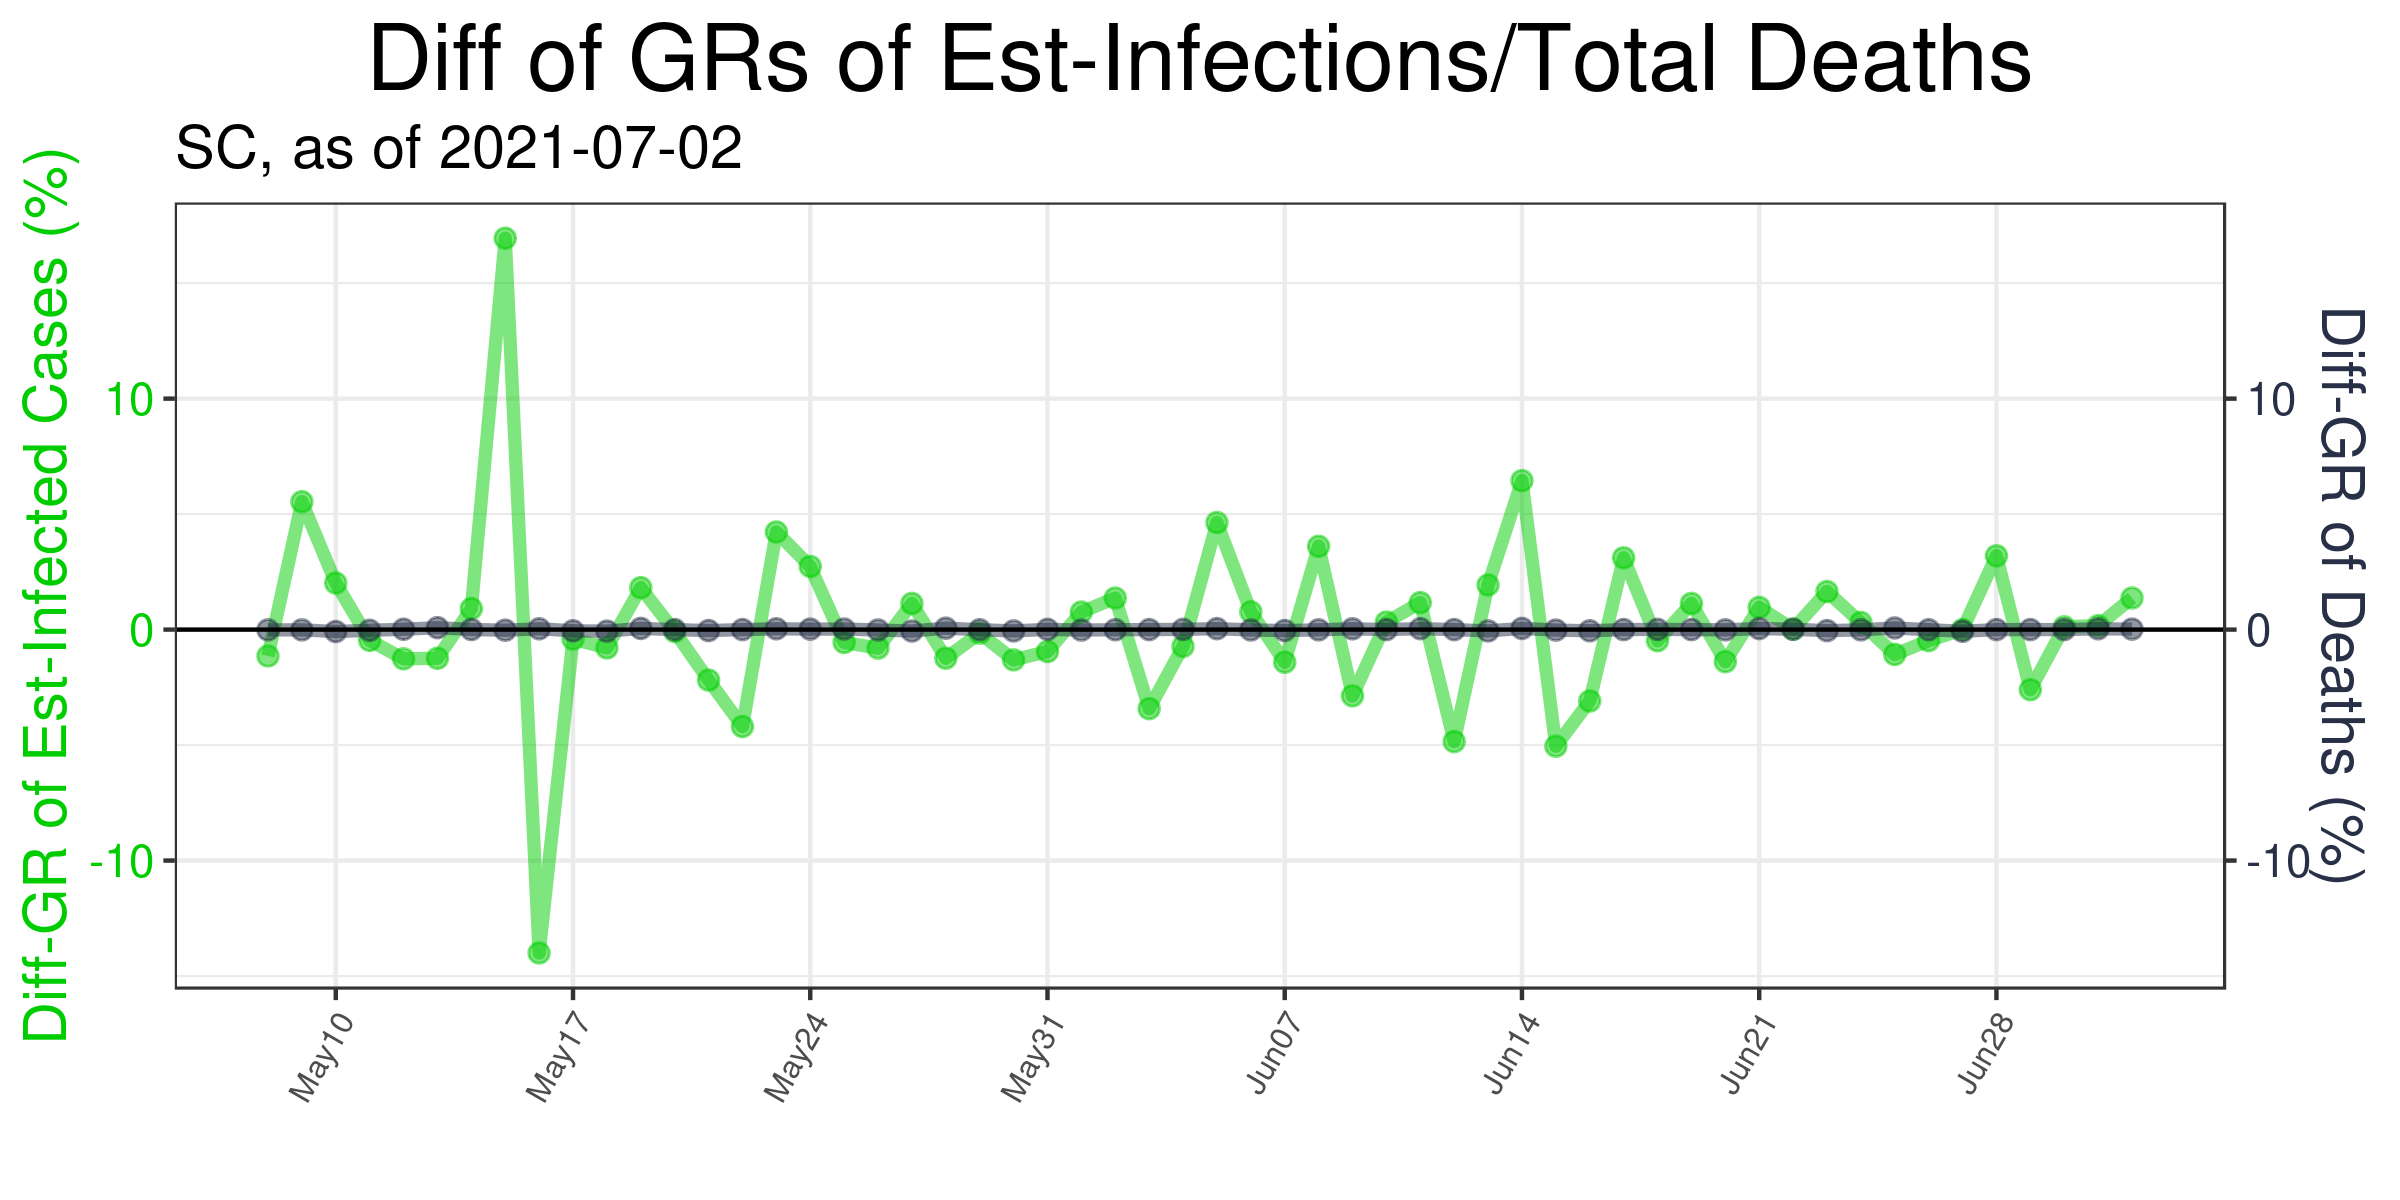 Diff of GRs of Est-Infections/Total Deaths
SC, as of 2021-07-02
Diff-GR of Est-Infected Cases (%)
10
0
-10
10
0
-10
Diff-GR of Deaths (%)
May10
May17
May24
May31
Jun07
Jun14
Jun21
Jun28